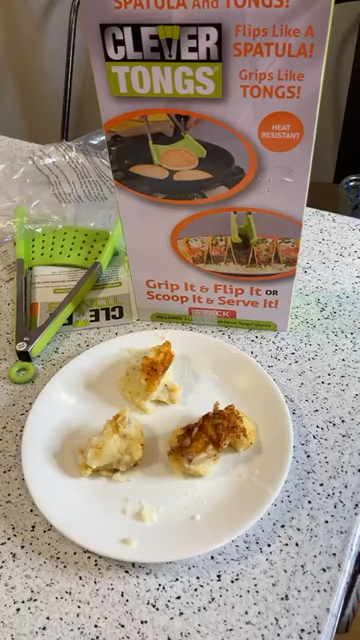 SPATULA And TONGS!
CLEVER
TONGS
Flips Like A
SPATULA!
Grips Like
TONGS!
HEAT
RESISTANT
Grip It & Flip It OR
Scoop It & Serve It!
CLEV